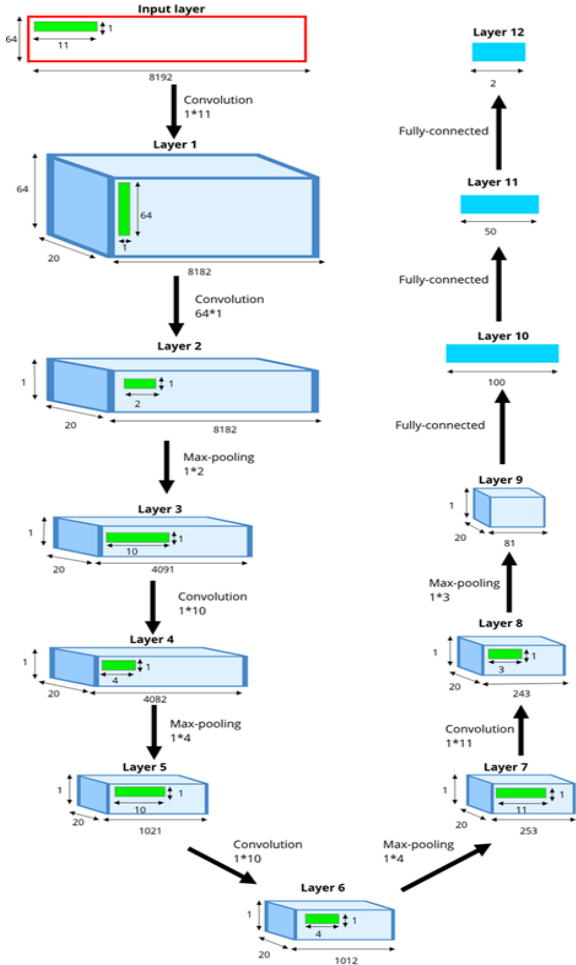 Input layer
64
1
11
8192
Convolution
1*11
Layer 1
64
64
1
20
8182
Convolution
64*1
Layer 2
1
1
2
20
8182
Max-pooling
1*2
Layer 3
1
1
10
20
4091
Convolution
1*10
Layer 4
1
1
4
20
4082
Max-pooling
1*4
Layer 5
1
1
10
20
1021
Convolution
1*10
Layer 6
1
1
4
20
1012
Max-pooling
1*4
Layer 7
1
1
11
20
253
Convolution
1*11
Layer 8
1
1
3
20
243
Max-pooling
1*3
Layer 9
1
20
81
Fully-connected
Layer 10
100
Fully-connected
Layer 11
50
Fully-connected
Layer 12
2